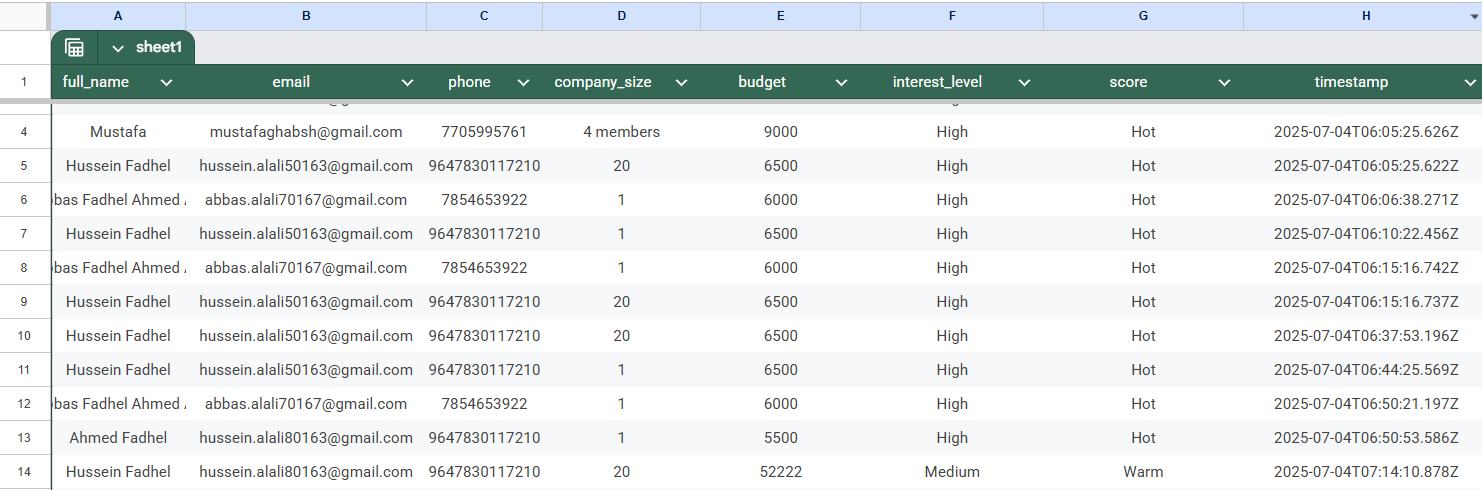 A B C D E F G H
sheet1
1 full_name email phone company_size budget interest_level score timestamp
4 Mustafa mustafaghabsh@gmail.com 7705995761 4 members 9000 High Hot 2025-07-04T06:05:25.626Z
5 Hussein Fadhel hussein.alali50163@gmail.com 9647830117210 20 6500 High Hot 2025-07-04T06:05:25.622Z
6 bbas Fadhel Ahmed abbas.alali70167@gmail.com 7854653922 1 6000 High Hot 2025-07-04T06:06:38.271Z
7 Hussein Fadhel hussein.alali50163@gmail.com 9647830117210 1 6500 High Hot 2025-07-04T06:10:22.456Z
8 bbas Fadhel Ahmed abbas.alali70167@gmail.com 7854653922 1 6000 High Hot 2025-07-04T06:15:16.742Z
9 Hussein Fadhel hussein.alali50163@gmail.com 9647830117210 20 6500 High Hot 2025-07-04T06:15:16.737Z
10 Hussein Fadhel hussein.alali50163@gmail.com 9647830117210 20 6500 High Hot 2025-07-04T06:37:53.196Z
11 Hussein Fadhel hussein.alali50163@gmail.com 9647830117210 1 6500 High Hot 2025-07-04T06:44:25.569Z
12 bbas Fadhel Ahmed abbas.alali70167@gmail.com 7854653922 1 6000 High Hot 2025-07-04T06:50:21.197Z
13 Ahmed Fadhel hussein.alali80163@gmail.com 9647830117210 1 5500 High Hot 2025-07-04T06:50:53.586Z
14 Hussein Fadhel hussein.alali80163@gmail.com 9647830117210 20 52222 Medium Warm 2025-07-04T07:14:10.878Z